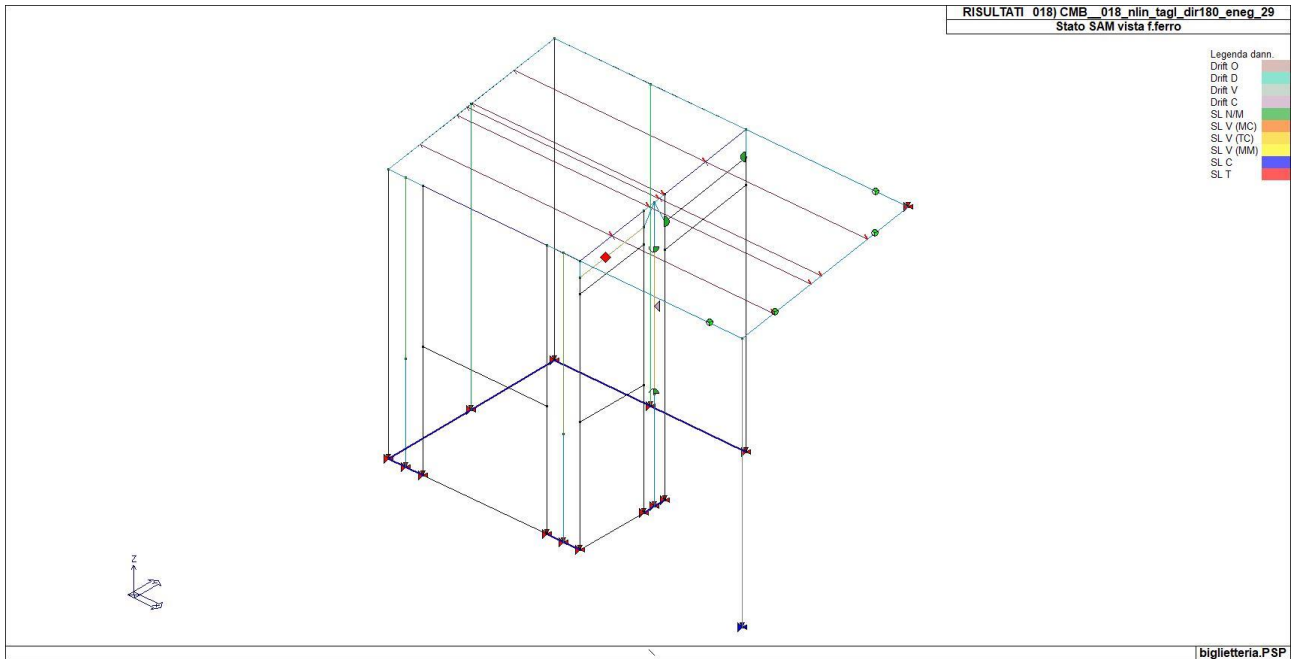 RISULTATI 018) CMB__018_nlin_tagl_dir180_eneg_29
Stato SAM vista f.ferro
Legenda dann.
Drift O
Drift D
Drift V
Drift C
SL N/M
SL V (MC)
SL V (TC)
SL V (MM)
SL C
SL T
Z
biglietteria.PSP